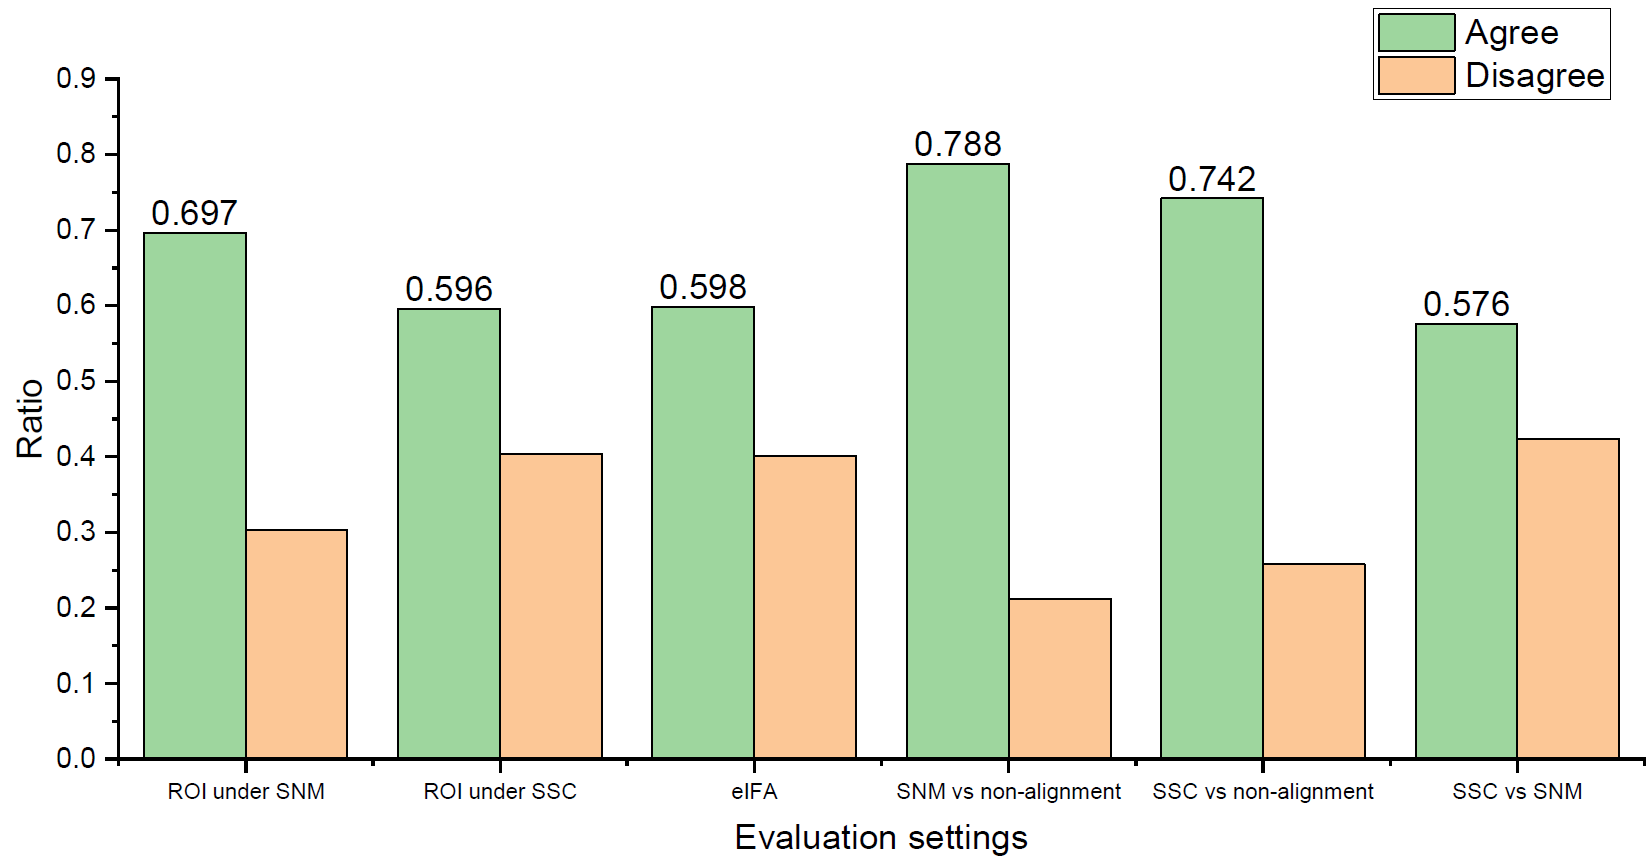 Agree
Disagree
0.9
0.8
0.7
0.6
0.5
0.4
0.3
0.2
0.1
0.0
Ratio
0.697
0.596
0.598
0.788
0.742
0.576
ROI under SNM
ROI under SSC
eIFA
SNM vs non-alignment
SSC vs non-alignment
SSC vs SNM
Evaluation settings